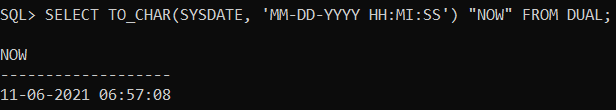 SQL> SELECT TO_CHAR(SYSDATE, 'MM-DD-YYYY HH:MI:SS') "NOW" FROM DUAL;
NOW
-------------------
11-06-2021 06:57:08